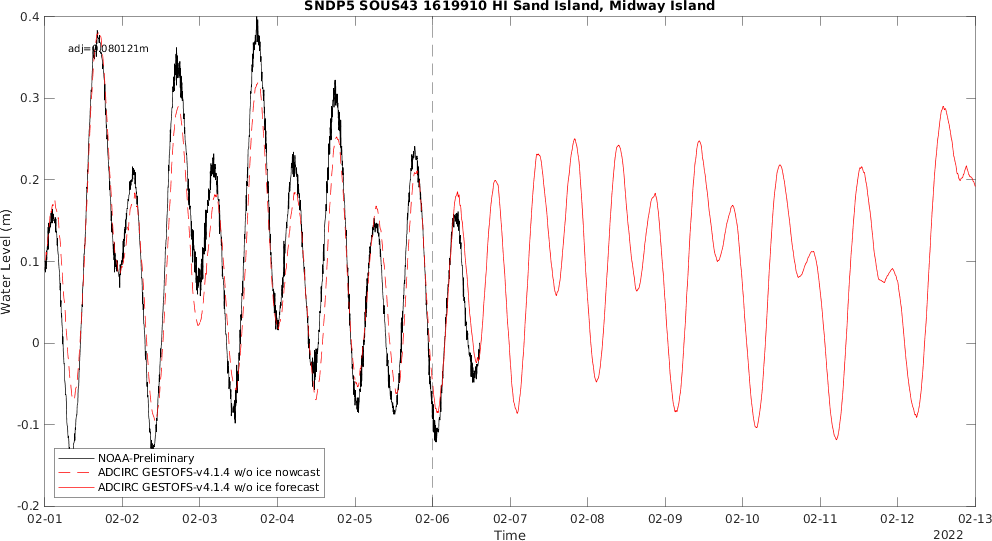 SNDP5 SOUS43 1619910 HI Sand Island, Midway Island
0.4
adj=0.080121m
0.3
0.2
0.1
0
-0.1
-0.2
Water Level (m)
NOAA-Preliminary
ADCIRC GESTOFS-v4.1.4 w/o ice nowcast
ADCIRC GESTOFS-v4.1.4 w/o ice forecast
02-01 02-02 02-03 02-04 02-05 02-06 02-07 02-08 02-09 02-10 02-11 02-12 02-13
Time
2022